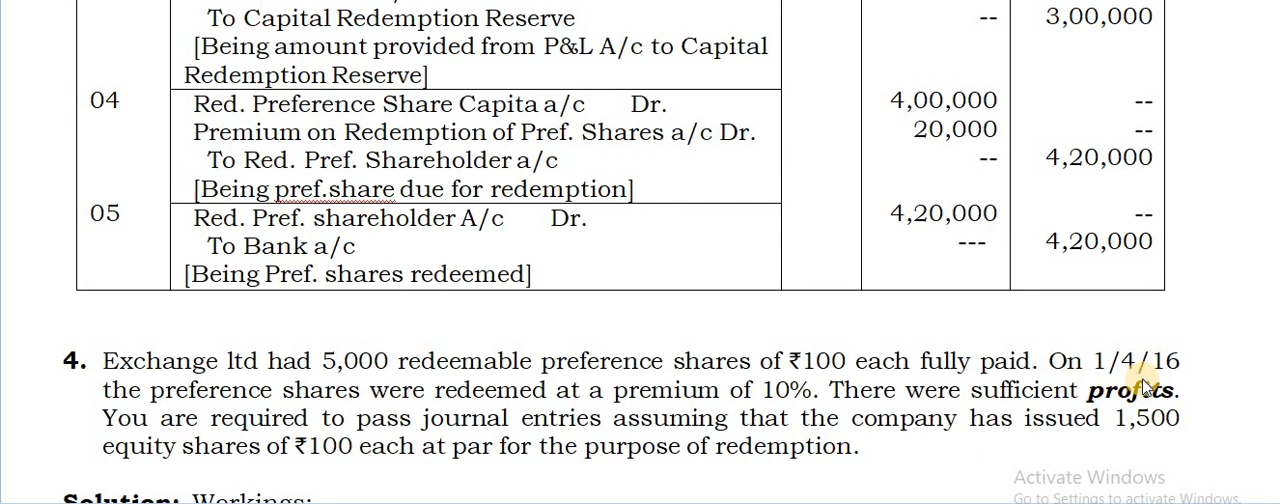 To Capital Redemption Reserve -- 3,00,000
[Being amount provided from P&L A/c to Capital
Redemption Reserve]
04 Red. Preference Share Capita a/c Dr. 4,00,000 --
Premium on Redemption of Pref. Shares a/c Dr. 20,000 --
To Red. Pref. Shareholder a/c -- 4,20,000
[Being pref.share due for redemption]
05 Red. Pref. shareholder A/c Dr. 4,20,000 --
To Bank a/c --- 4,20,000
[Being Pref. shares redeemed]
4. Exchange ltd had 5,000 redeemable preference shares of ₹100 each fully paid. On 1/4/16
the preference shares were redeemed at a premium of 10%. There were sufficient profits.
You are required to pass journal entries assuming that the company has issued 1,500
equity shares of ₹100 each at par for the purpose of redemption.
Activate Windows
Go to Settings to activate Windows.
Solution: Workings: